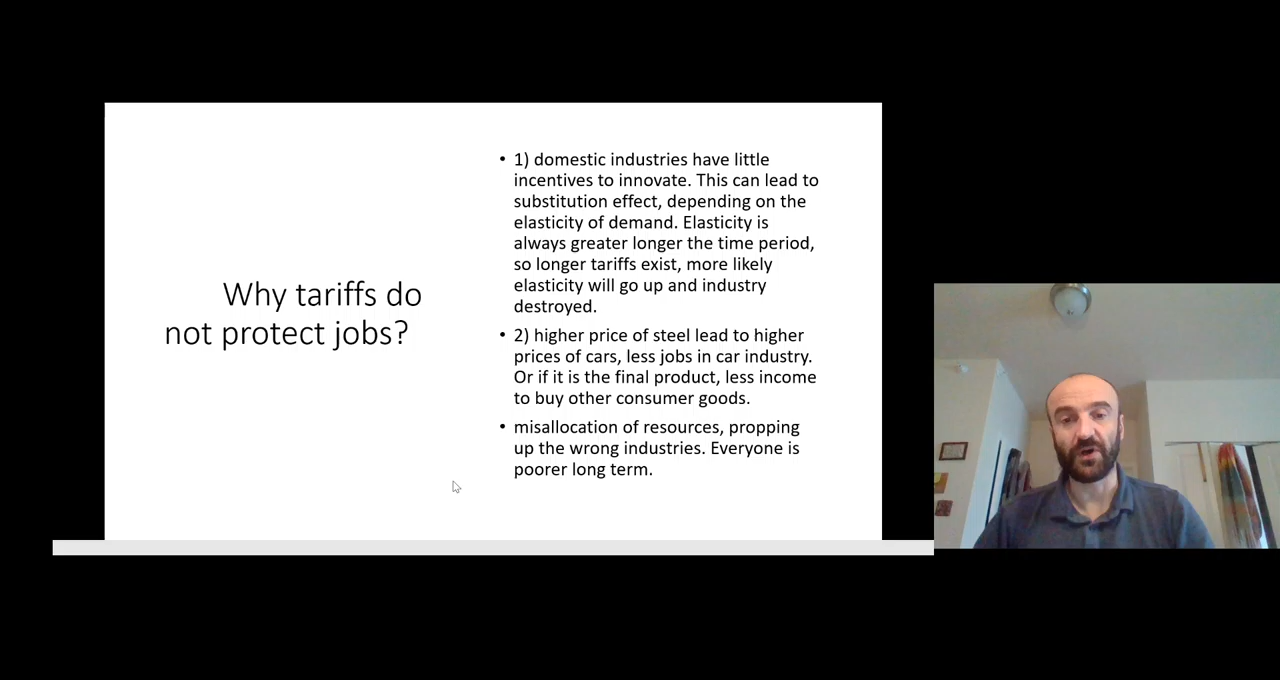 Why tariffs do
not protect jobs?
• 1) domestic industries have little
incentives to innovate. This can lead to
substitution effect, depending on the
elasticity of demand. Elasticity is
always greater longer the time period,
so longer tariffs exist, more likely
elasticity will go up and industry
destroyed.
• 2) higher price of steel lead to higher
prices of cars, less jobs in car industry.
Or if it is the final product, less income
to buy other consumer goods.
• misallocation of resources, propping
up the wrong industries. Everyone is
poorer long term.